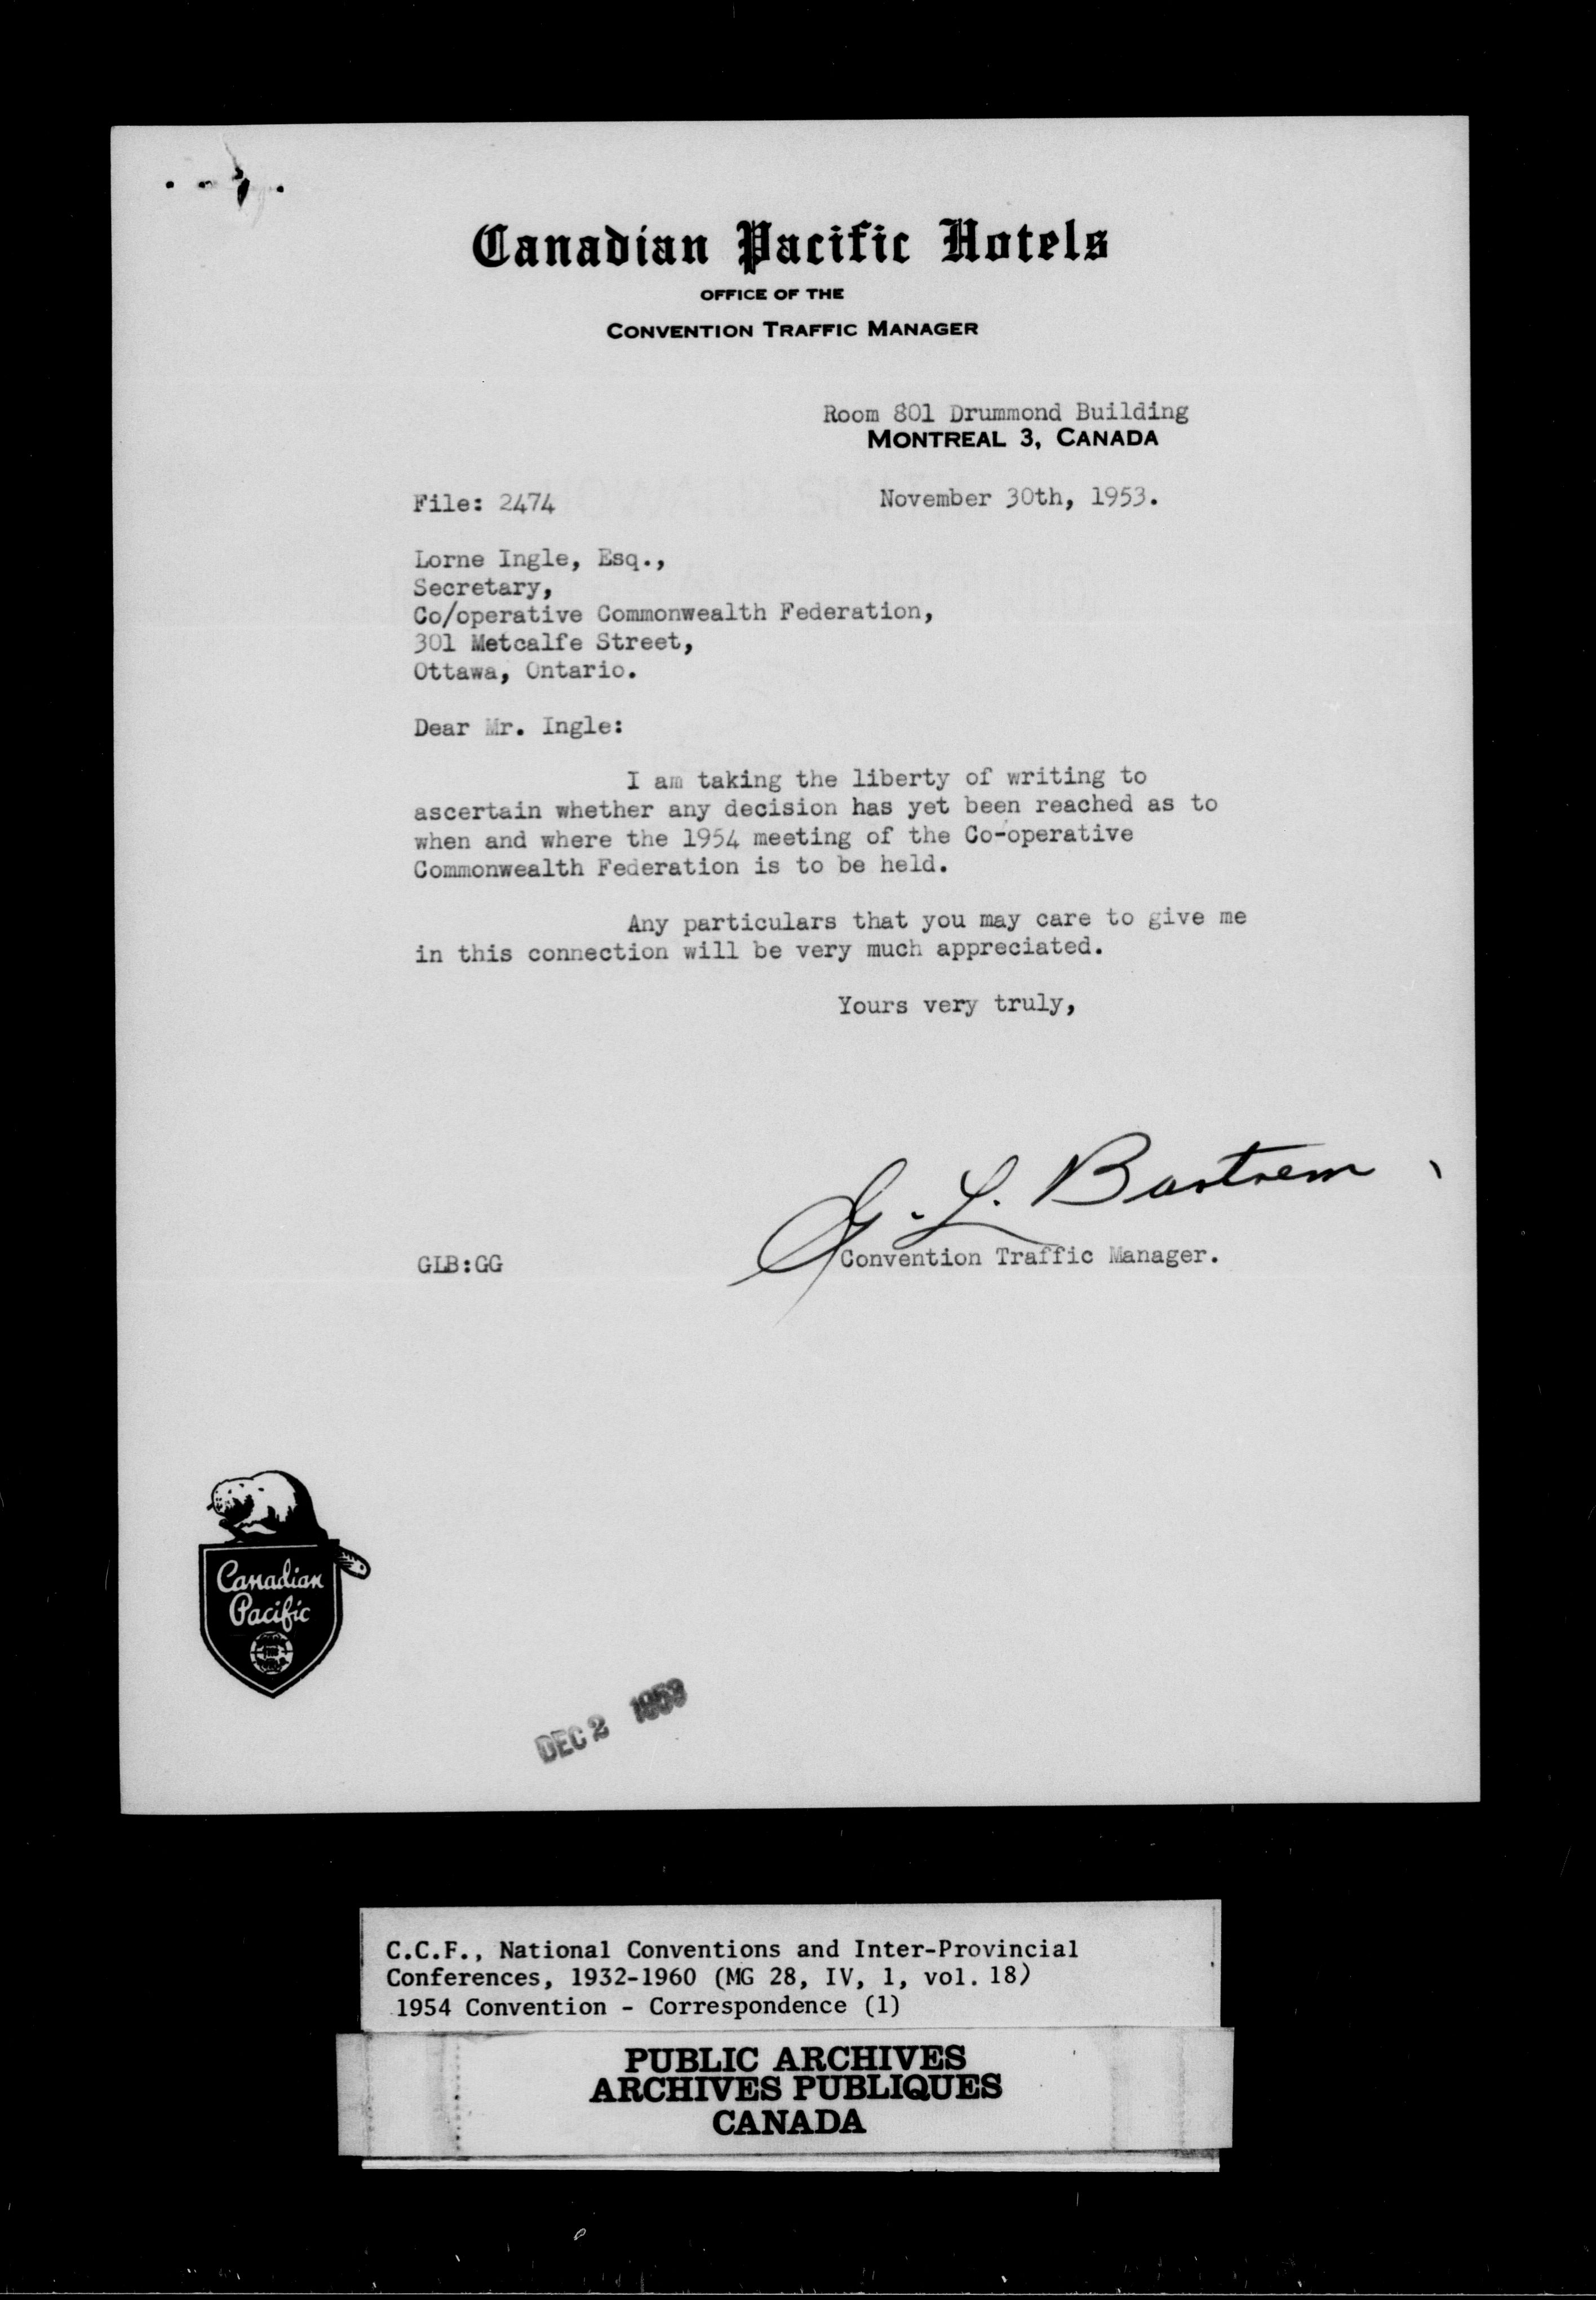 Canadian Pacific Hotels
OFFICE OF THE
CONVENTION TRAFFIC MANAGER
Room 801 Drummond Building
MONTREAL 3, CANADA
File: 2474
November 30th, 1953.
Lorne Ingle, Esq.,
Secretary,
Co/operative Commonwealth Federation,
301 Metcalfe Street,
Ottawa, Ontario.
Dear Mr. Ingle:
I am taking the liberty of writing to
ascertain whether any decision has yet been reached as to
when and where the 1954 meeting of the Co-operative
Commonwealth Federation is to be held.
Any particulars that you may care to give me
in this connection will be very much appreciated.
Yours very truly,
G. L. Bartrem
Convention Traffic Manager.
GLB:GG
Canadian
Pacific
DEC 2 1953
C.C.F., National Conventions and Inter-Provincial
Conferences, 1932-1960 (MG 28, IV, 1, vol. 18)
1954 Convention - Correspondence (1)
PUBLIC ARCHIVES
ARCHIVES PUBLIQUES
CANADA